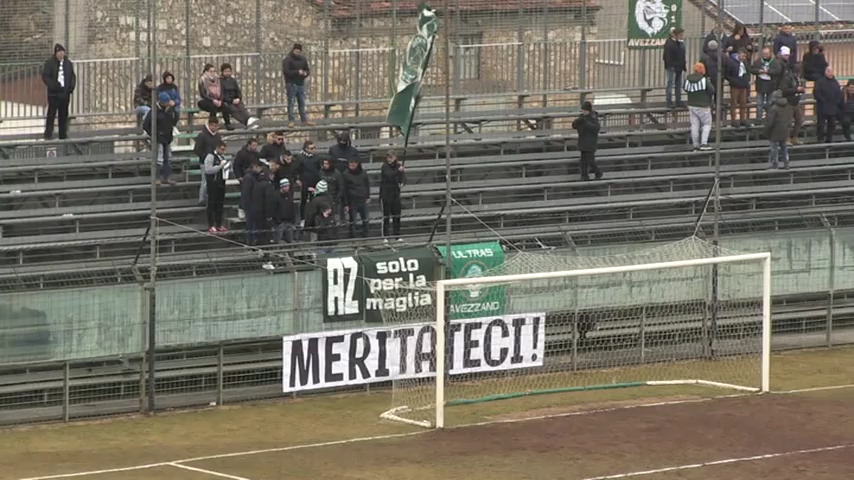 AVEZZANO
AZ
solo
per la
maglia
ULTRAS
AVEZZANO
MERITATECI!